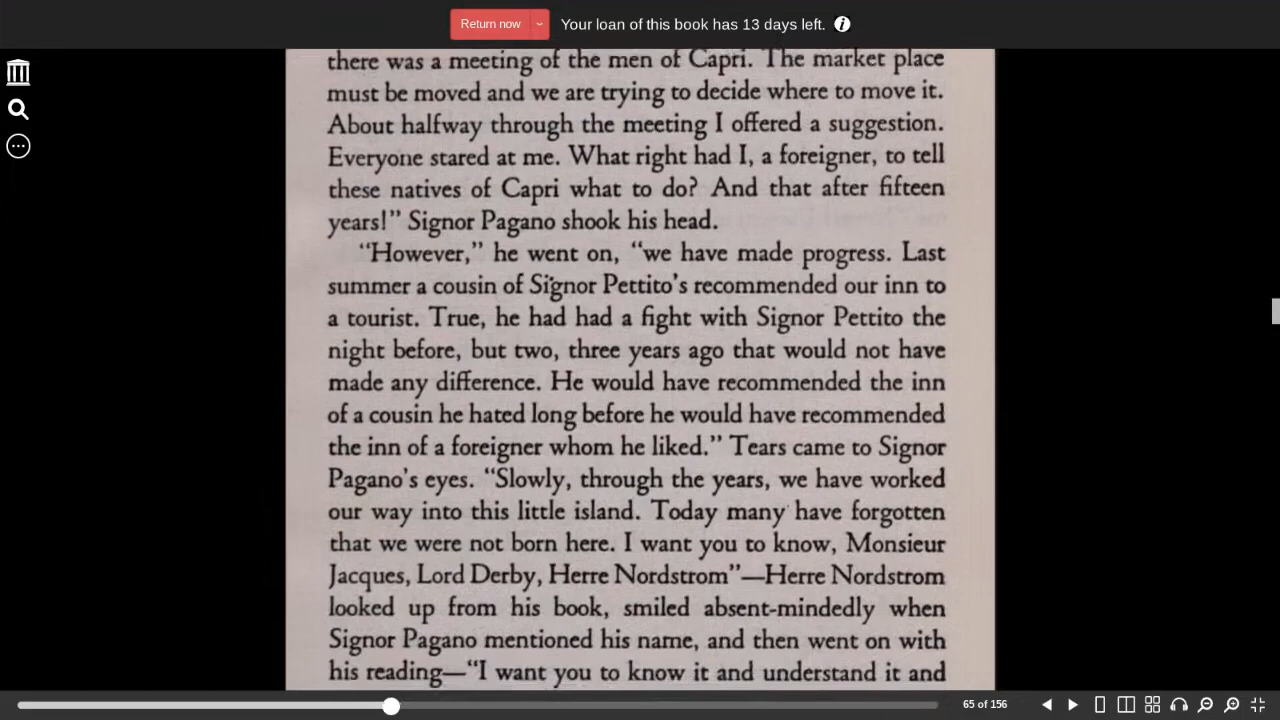 Return now
Your loan of this book has 13 days left.
there was a meeting of the men of Capri. The market place
must be moved and we are trying to decide where to move it.
About halfway through the meeting I offered a suggestion.
Everyone stared at me. What right had I, a foreigner, to tell
these natives of Capri what to do? And that after fifteen
years!” Signor Pagano shook his head.
“However,” he went on, “we have made progress. Last
summer a cousin of Signor Pettito’s recommended our inn to
a tourist. True, he had had a fight with Signor Pettito the
night before, but two, three years ago that would not have
made any difference. He would have recommended the inn
of a cousin he hated long before he would have recommended
the inn of a foreigner whom he liked.” Tears came to Signor
Pagano’s eyes. “Slowly, through the years, we have worked
our way into this little island. Today many have forgotten
that we were not born here. I want you to know, Monsieur
Jacques, Lord Derby, Herre Nordstrom”—Herre Nordstrom
looked up from his book, smiled absent-mindedly when
Signor Pagano mentioned his name, and then went on with
his reading—“I want you to know it and understand it and
65 of 156